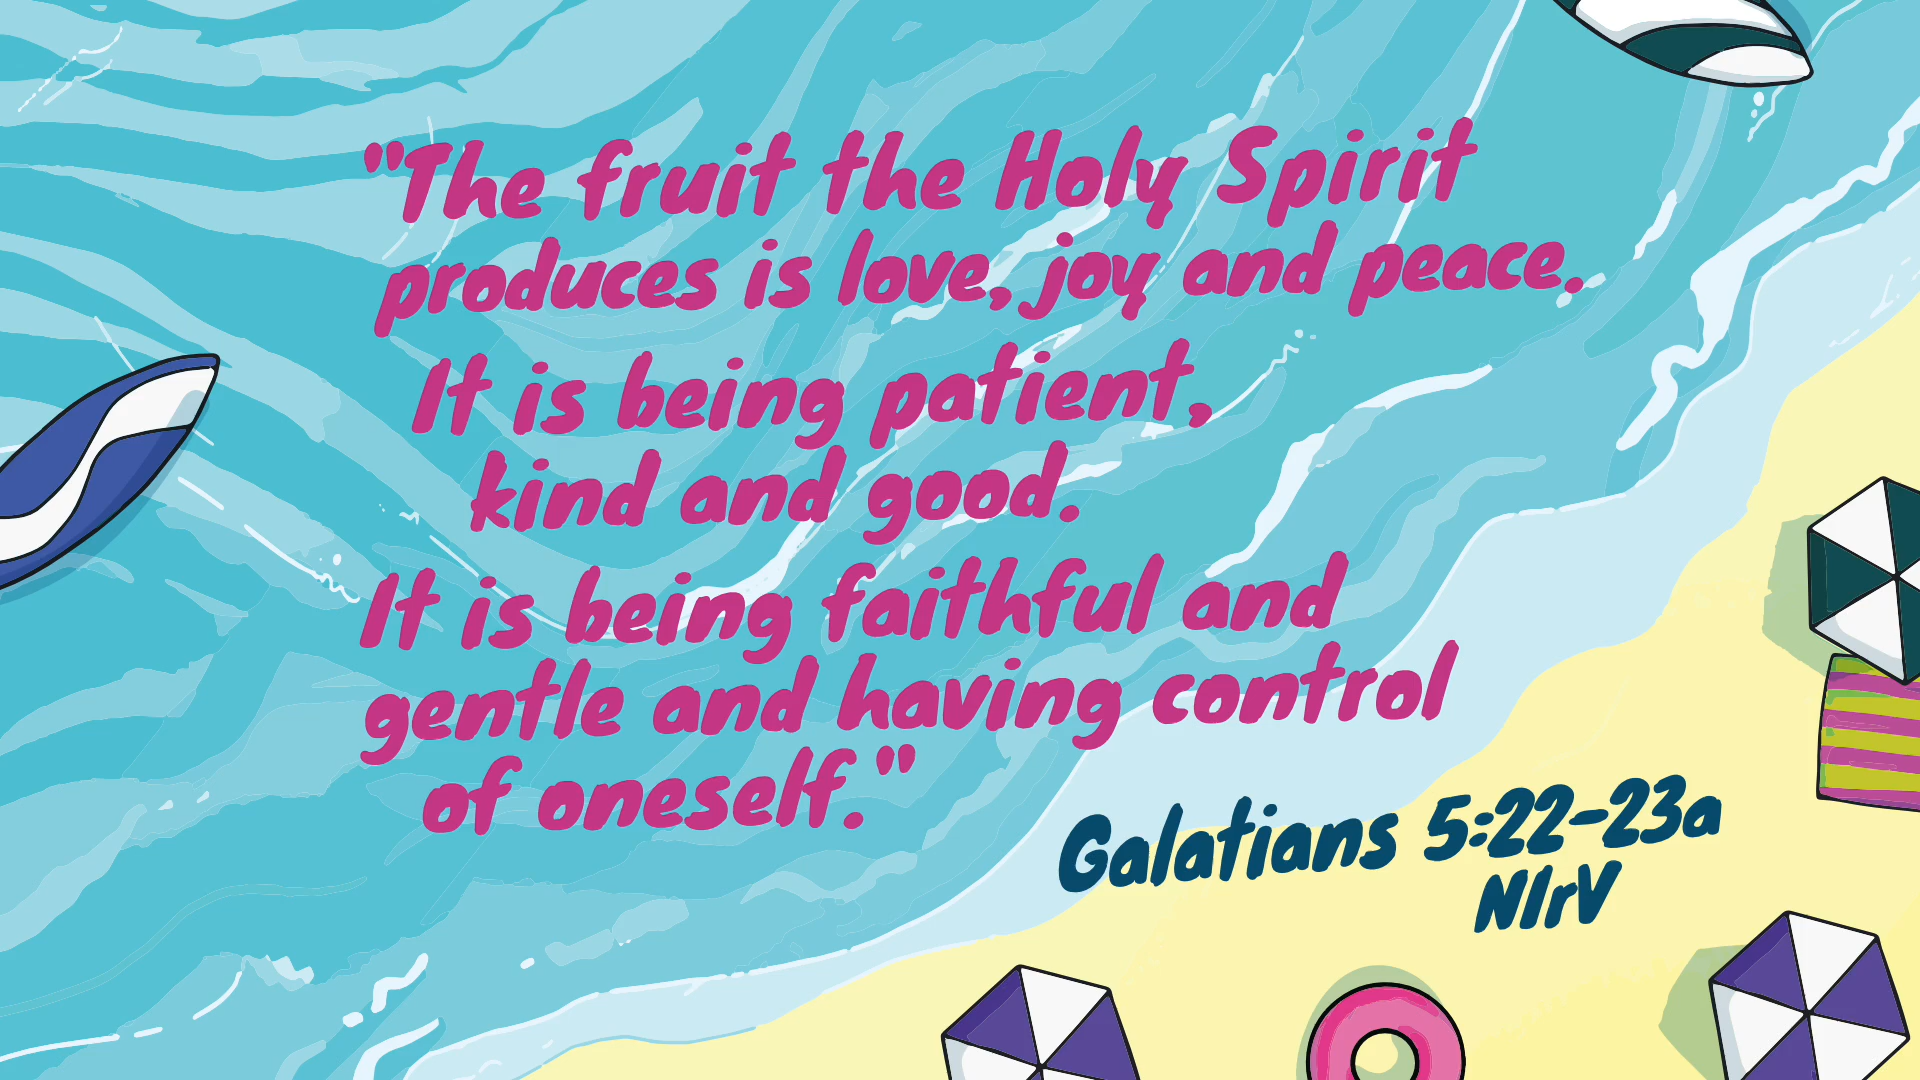 "The fruit the Holy Spirit
produces is love, joy and peace.
It is being patient,
kind and good.
It is being faithful and
gentle and having control
of oneself."
Galatians 5:22-23a
NIrV